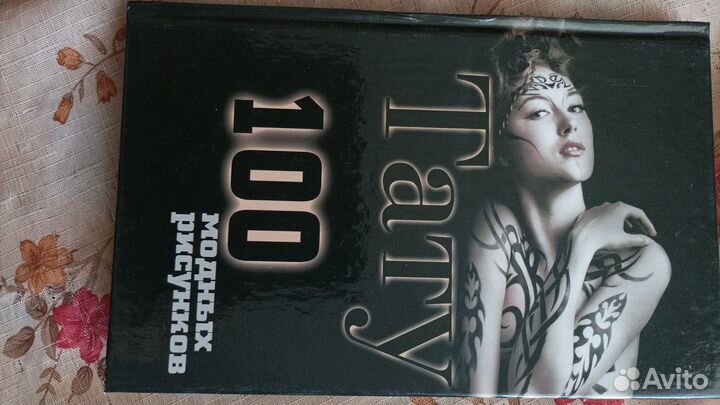 Тату
100
модных
рисунков
Avito